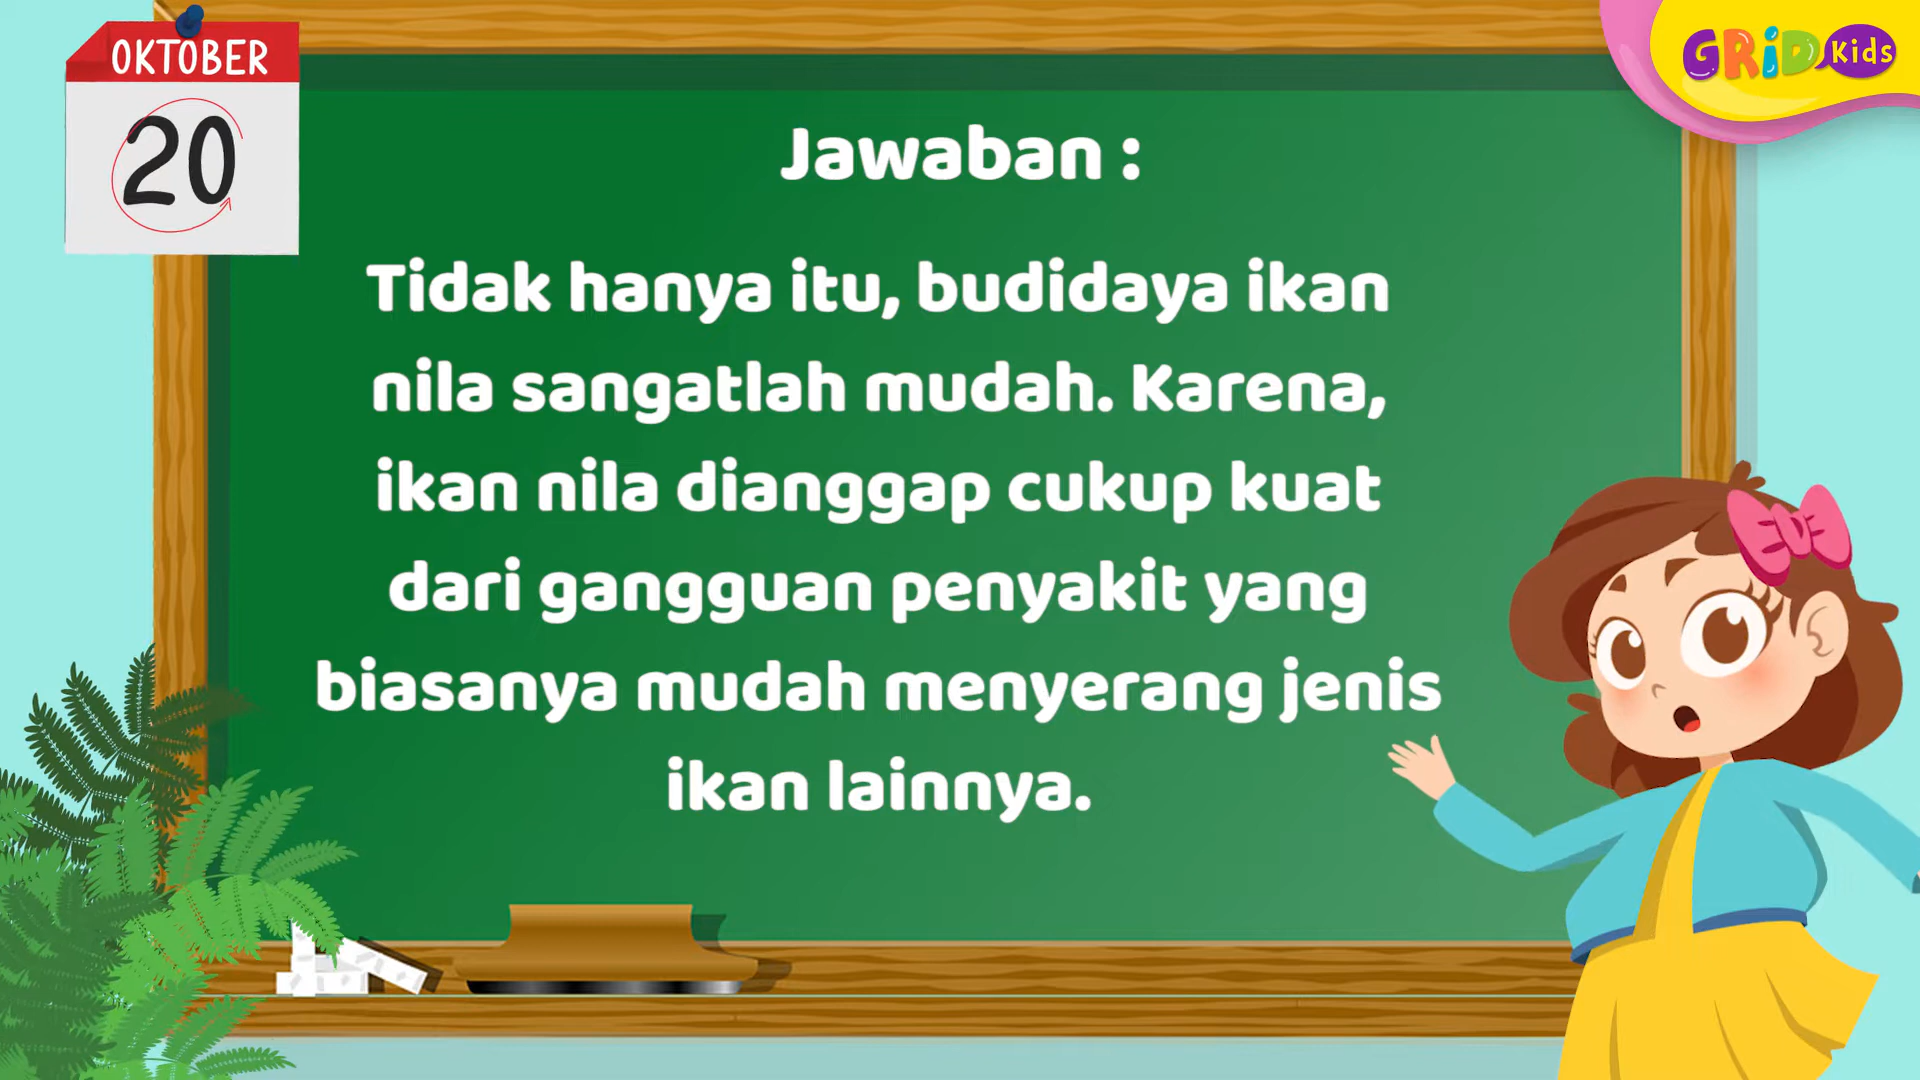 OKTOBER
20
GRiD Kids
Jawaban :
Tidak hanya itu, budidaya ikan
nila sangatlah mudah. Karena,
ikan nila dianggap cukup kuat
dari gangguan penyakit yang
biasanya mudah menyerang jenis
ikan lainnya.